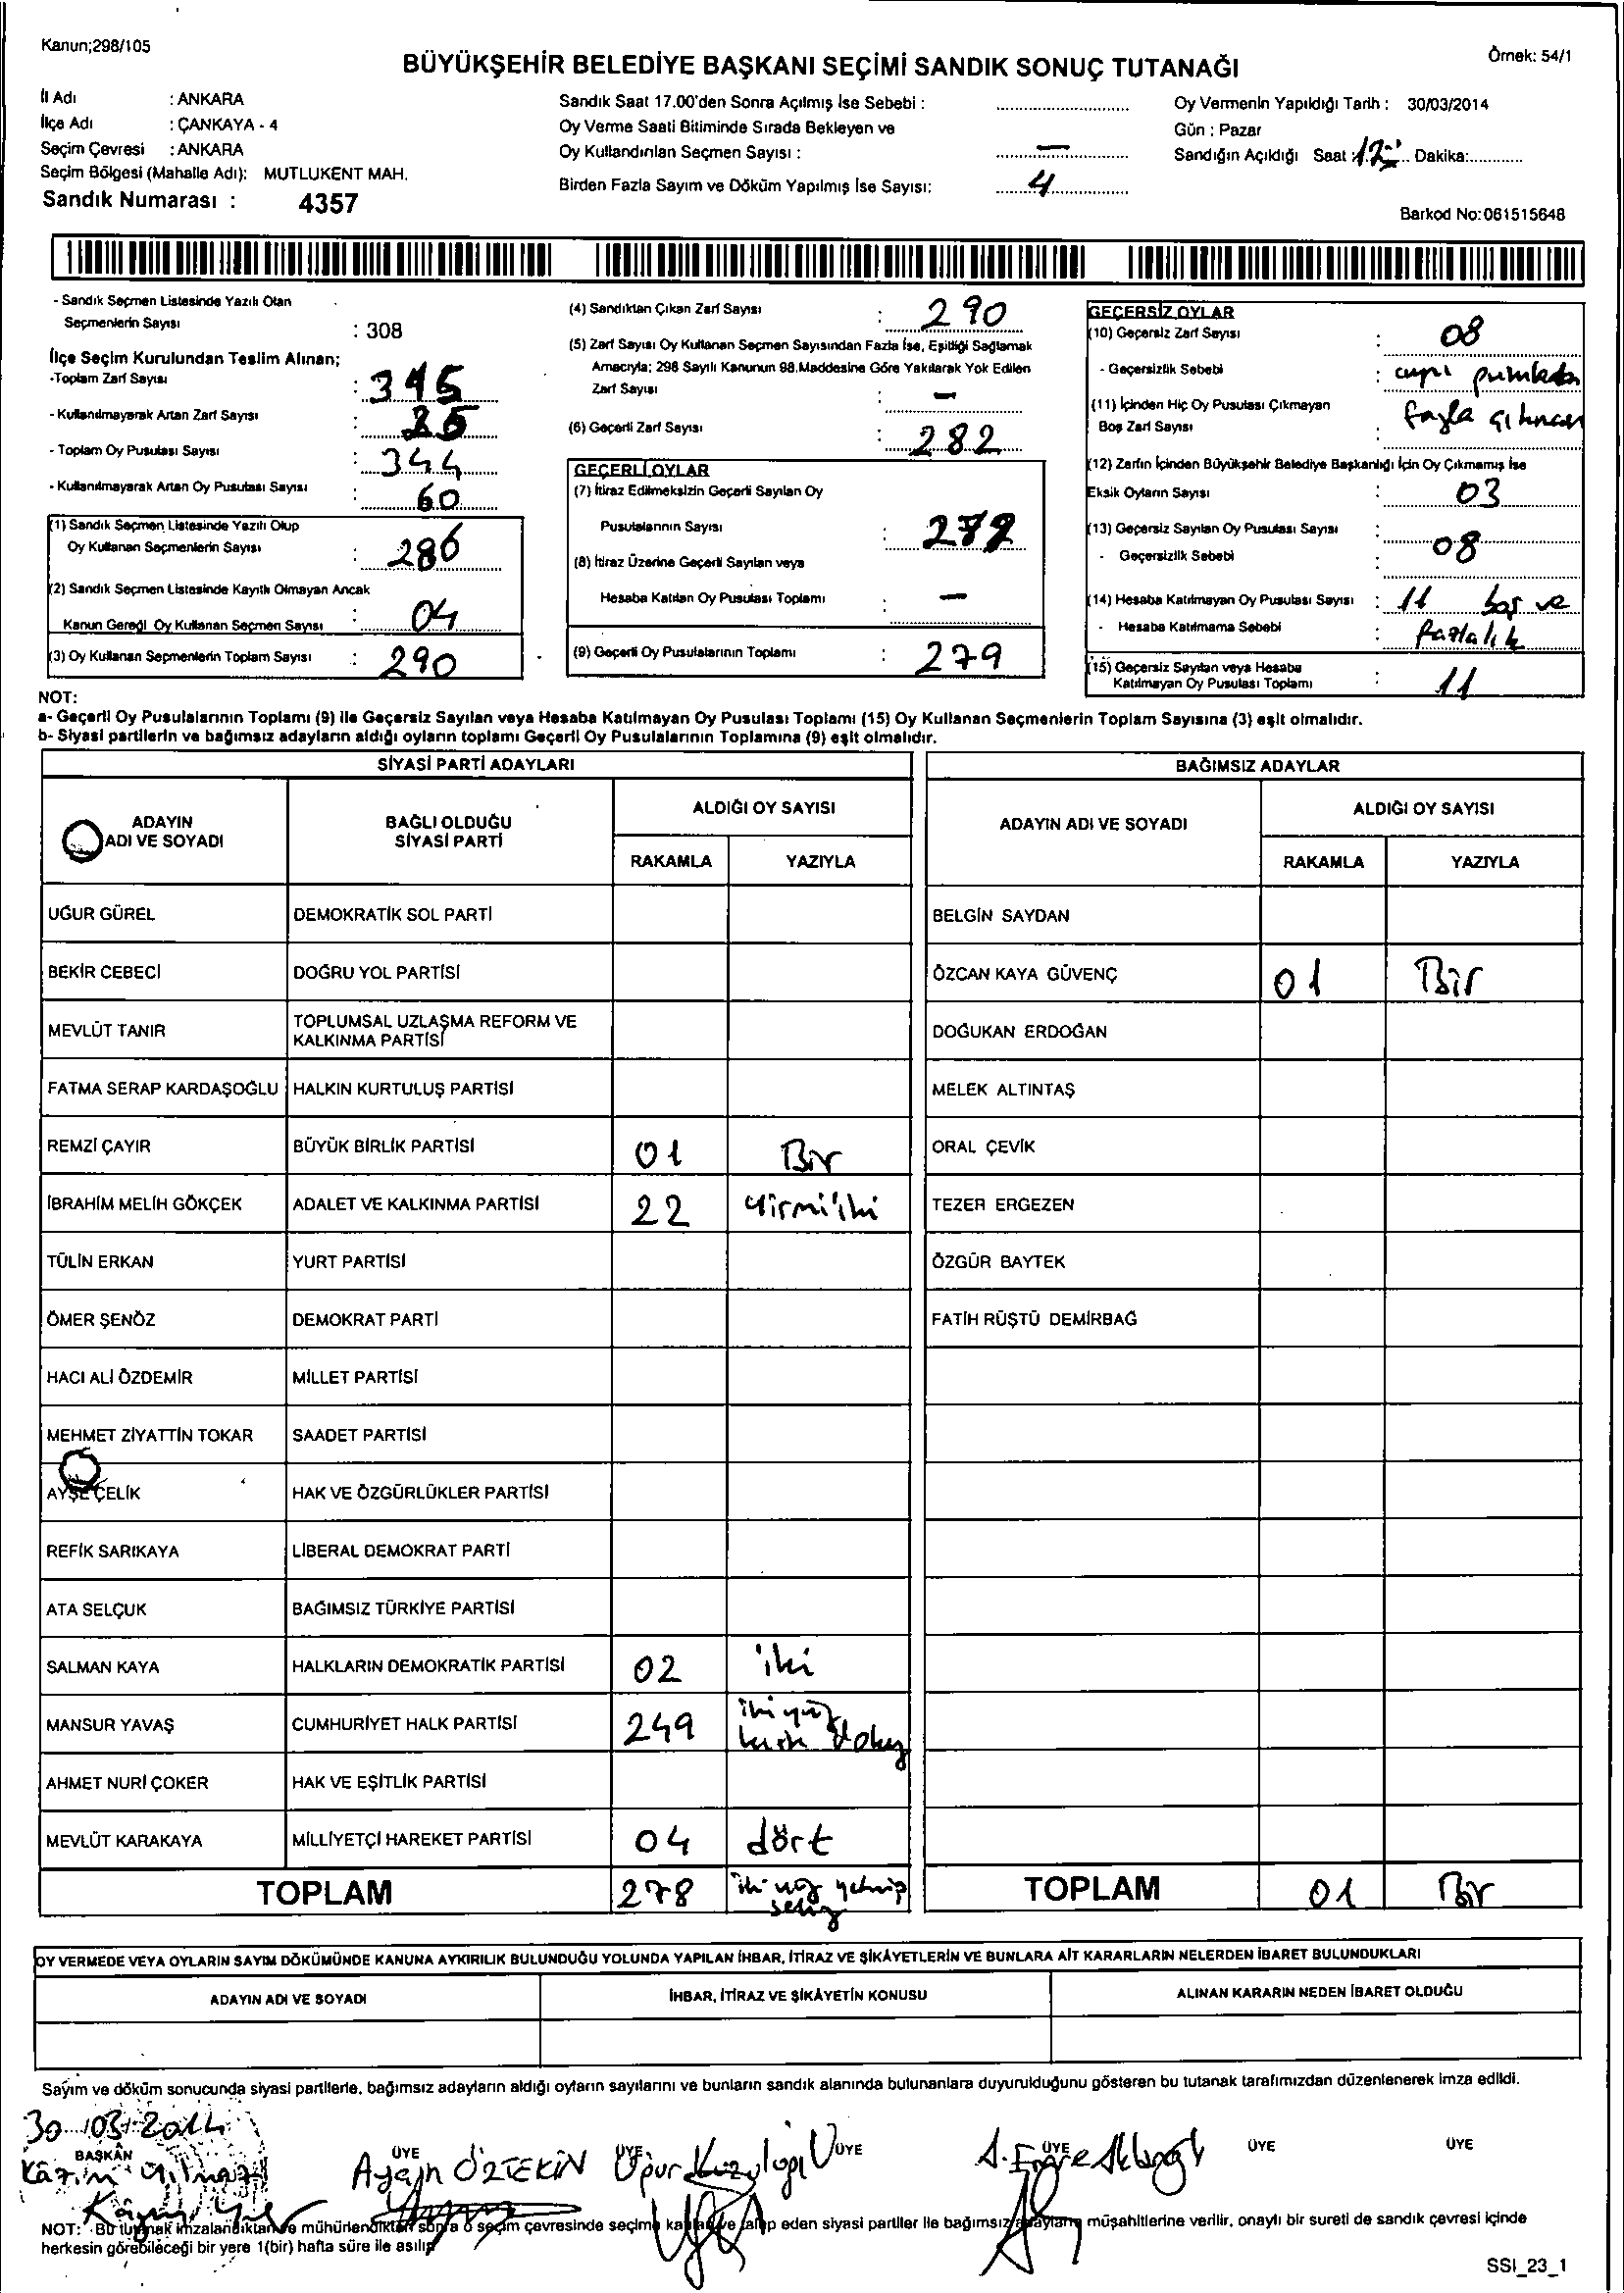 Kanun;298/105
Örnek: 54/1
BÜYÜKŞEHİR BELEDİYE BAŞKANI SEÇİMİ SANDIK SONUÇ TUTANAĞI
İl Adı : ANKARA
İlçe Adı : ÇANKAYA - 4
Seçim Çevresi : ANKARA
Seçim Bölgesi (Mahalle Adı): MUTLUKENT MAH.
Sandık Numarası : 4357
Sandık Saat 17.00'den Sonra Açılmış İse Sebebi :
Oy Verme Saati Bitiminde Sırada Bekleyen ve
Oy Kullandırılan Seçmen Sayısı : —
Birden Fazla Sayım ve Döküm Yapılmış İse Sayısı: 4
Oy Vermenin Yapıldığı Tarih : 30/03/2014
Gün : Pazar
Sandığın Açıldığı Saat : Dakika:
Barkod No:061515648
- Sandık Seçmen Listesinde Yazılı Olan
Seçmenlerin Sayısı : 308
İlçe Seçim Kurulundan Teslim Alınan;
-Toplam Zarf Sayısı : 315
- Kullanılmayarak Artan Zarf Sayısı : 25
- Toplam Oy Pusulası Sayısı : 344
- Kullanılmayarak Artan Oy Pusulası Sayısı : 60
(1) Sandık Seçmen Listesinde Yazılı Olup
Oy Kullanan Seçmenlerin Sayısı : 286
(2) Sandık Seçmen Listesinde Kayıtlı Olmayan Ancak
Kanun Gereği Oy Kullanan Seçmen Sayısı : 04
(3) Oy Kullanan Seçmenlerin Toplam Sayısı : 290
(4) Sandıktan Çıkan Zarf Sayısı : 290
(5) Zarf Sayısı Oy Kullanan Seçmen Sayısından Fazla İse, Eşitliği Sağlamak
Amacıyla; 298 Sayılı Kanunun 98.Maddesine Göre Yakılarak Yok Edilen
Zarf Sayısı : —
(6) Geçerli Zarf Sayısı : 282
GEÇERLİ OYLAR
(7) İtiraz Edilmeksizin Geçerli Sayılan Oy
Pusulalarının Sayısı : 279
(8) İtiraz Üzerine Geçerli Sayılan veya
Hesaba Katılan Oy Pusulası Toplamı : —
(9) Geçerli Oy Pusulalarının Toplamı : 279
GEÇERSİZ OYLAR
(10) Geçersiz Zarf Sayısı : 08
- Geçersizlik Sebebi :
(11) İçinden Hiç Oy Pusulası Çıkmayan
Boş Zarf Sayısı :
(12) Zarfın İçinden Büyükşehir Belediye Başkanlığı İçin Oy Çıkmamış İse
Eksik Oyların Sayısı : 03
(13) Geçersiz Sayılan Oy Pusulası Sayısı : 08
- Geçersizlik Sebebi :
(14) Hesaba Katılmayan Oy Pusulası Sayısı : 11 boş ve
- Hesaba Katılmama Sebebi : fazlalık
(15) Geçersiz Sayılan veya Hesaba
Katılmayan Oy Pusulası Toplamı : 11
NOT:
a- Geçerli Oy Pusulalarının Toplamı (9) ile Geçersiz Sayılan veya Hesaba Katılmayan Oy Pusulası Toplamı (15) Oy Kullanan Seçmenlerin Toplam Sayısına (3) eşit olmalıdır.
b- Siyasi partilerin ve bağımsız adayların aldığı oyların toplamı Geçerli Oy Pusulalarının Toplamına (9) eşit olmalıdır.
SİYASİ PARTİ ADAYLARI
ADAYIN ADI VE SOYADI BAĞLI OLDUĞU SİYASİ PARTİ ALDIĞI OY SAYISI
RAKAMLA YAZIYLA
UĞUR GÜREL DEMOKRATİK SOL PARTİ
BEKİR CEBECİ DOĞRU YOL PARTİSİ
MEVLÜT TANIR TOPLUMSAL UZLAŞMA REFORM VE KALKINMA PARTİSİ
FATMA SERAP KARDAŞOĞLU HALKIN KURTULUŞ PARTİSİ
REMZİ ÇAYIR BÜYÜK BİRLİK PARTİSİ 01 Bir
İBRAHİM MELİH GÖKÇEK ADALET VE KALKINMA PARTİSİ 22 Yirmi iki
TÜLİN ERKAN YURT PARTİSİ
ÖMER ŞENÖZ DEMOKRAT PARTİ
HACI ALİ ÖZDEMİR MİLLET PARTİSİ
MEHMET ZİYATTİN TOKAR SAADET PARTİSİ
AYŞE ÇELİK HAK VE ÖZGÜRLÜKLER PARTİSİ
REFİK SARIKAYA LİBERAL DEMOKRAT PARTİ
ATA SELÇUK BAĞIMSIZ TÜRKİYE PARTİSİ
SALMAN KAYA HALKLARIN DEMOKRATİK PARTİSİ 02 iki
MANSUR YAVAŞ CUMHURİYET HALK PARTİSİ 249 ikiyüz kırk dokuz
AHMET NURİ ÇOKER HAK VE EŞİTLİK PARTİSİ
MEVLÜT KARAKAYA MİLLİYETÇİ HAREKET PARTİSİ 04 dört
TOPLAM 278 iki yüz yetmiş sekiz
BAĞIMSIZ ADAYLAR
ADAYIN ADI VE SOYADI ALDIĞI OY SAYISI
RAKAMLA YAZIYLA
BELGİN SAYDAN
ÖZCAN KAYA GÜVENÇ 01 Bir
DOĞUKAN ERDOĞAN
MELEK ALTINTAŞ
ORAL ÇEVİK
TEZER ERGEZEN
ÖZGÜR BAYTEK
FATİH RÜŞTÜ DEMİRBAĞ
TOPLAM 01 Bir
OY VERMEDE VEYA OYLARIN SAYIM DÖKÜMÜNDE KANUNA AYKIRILIK BULUNDUĞU YOLUNDA YAPILAN İHBAR, İTİRAZ VE ŞİKÂYETLERİN VE BUNLARA AİT KARARLARIN NELERDEN İBARET BULUNDUKLARI
ADAYIN ADI VE SOYADI İHBAR, İTİRAZ VE ŞİKÂYETİN KONUSU ALINAN KARARIN NEDEN İBARET OLDUĞU
Sayım ve döküm sonucunda siyasi partilerle, bağımsız adayların aldığı oyların sayılarını ve bunların sandık alanında bulunanlara duyurulduğunu gösteren bu tutanak tarafımızdan düzenlenerek imza edildi.
30 03 2014
BAŞKAN ÜYE ÜYE ÜYE ÜYE ÜYE ÜYE
Kazım Yılmaz ÖZTEKİN
NOT: Bu tutanak imzalandıktan ve mühürlendikten sonra o seçim çevresinde seçime katılan ve talep eden siyasi partiler ile bağımsız adayların müşahitlerine verilir, onaylı bir sureti de sandık çevresi içinde
herkesin görebileceği bir yere 1(bir) hafta süre ile asılır
SSI_23_1